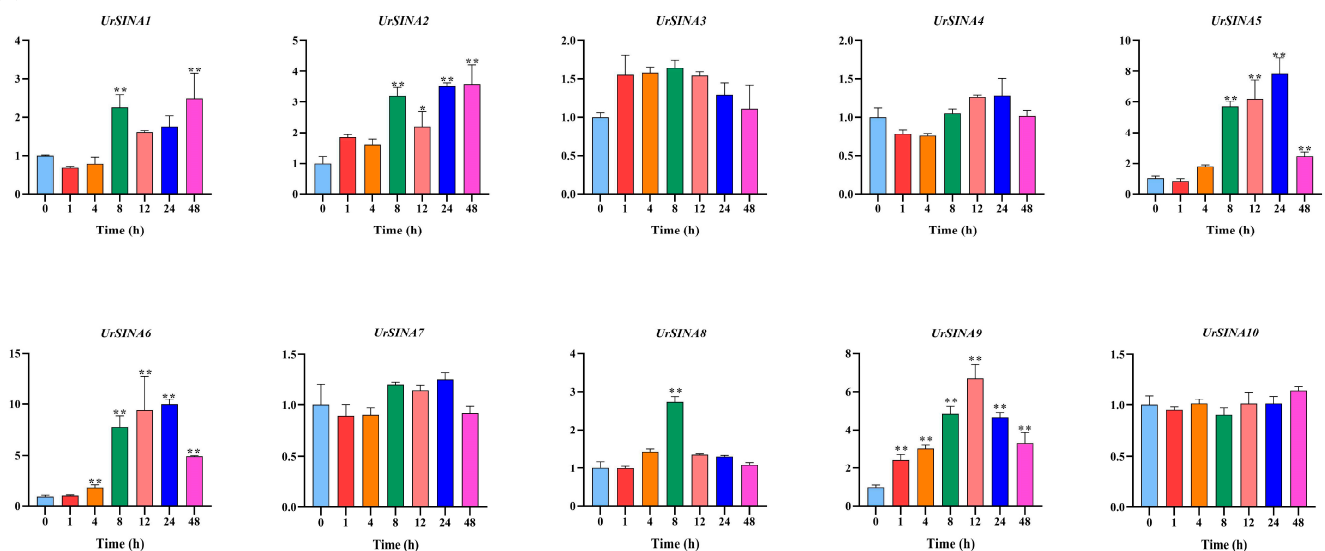 UrSINA1
4
3
2
1
0
**
**
0 1 4 8 12 24 48
Time (h)
UrSINA2
5
4
3
2
1
0
**
*
**
**
0 1 4 8 12 24 48
Time (h)
UrSINA3
2.0
1.5
1.0
0.5
0.0
0 1 4 8 12 24 48
Time (h)
UrSINA4
2.0
1.5
1.0
0.5
0.0
0 1 4 8 12 24 48
Time (h)
UrSINA5
10
8
6
4
2
0
**
**
**
**
0 1 4 8 12 24 48
Time (h)
UrSINA6
15
10
5
0
**
**
**
**
**
0 1 4 8 12 24 48
Time (h)
UrSINA7
1.5
1.0
0.5
0.0
0 1 4 8 12 24 48
Time (h)
UrSINA8
4
3
2
1
0
**
0 1 4 8 12 24 48
Time (h)
UrSINA9
8
6
4
2
0
**
**
**
**
**
**
0 1 4 8 12 24 48
Time (h)
UrSINA10
1.5
1.0
0.5
0.0
0 1 4 8 12 24 48
Time (h)